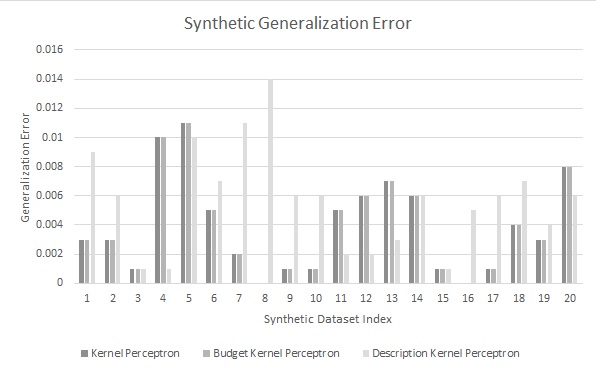 Synthetic Generalization Error
0.016
0.014
0.012
0.01
0.008
0.006
0.004
0.002
0
Generalization Error
1 2 3 4 5 6 7 8 9 10 11 12 13 14 15 16 17 18 19 20
Synthetic Dataset Index
Kernel Perceptron Budget Kernel Perceptron Description Kernel Perceptron